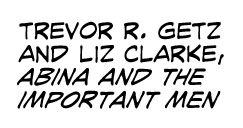 TREVOR R. GETZ
AND LIZ CLARKE,
ABINA AND THE
IMPORTANT MEN